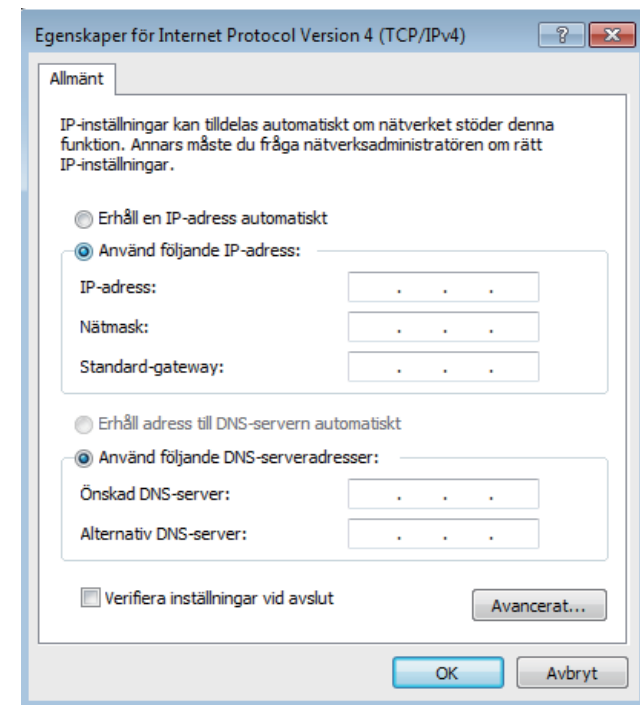 Egenskaper för Internet Protocol Version 4 (TCP/IPv4)
Allmänt
IP-inställningar kan tilldelas automatiskt om nätverket stöder denna
funktion. Annars måste du fråga nätverksadministratören om rätt
IP-inställningar.
Erhåll en IP-adress automatiskt
Använd följande IP-adress:
IP-adress:
Nätmask:
Standard-gateway:
Erhåll adress till DNS-servern automatiskt
Använd följande DNS-serveradresser:
Önskad DNS-server:
Alternativ DNS-server:
Verifiera inställningar vid avslut
Avancerat...
OK
Avbryt